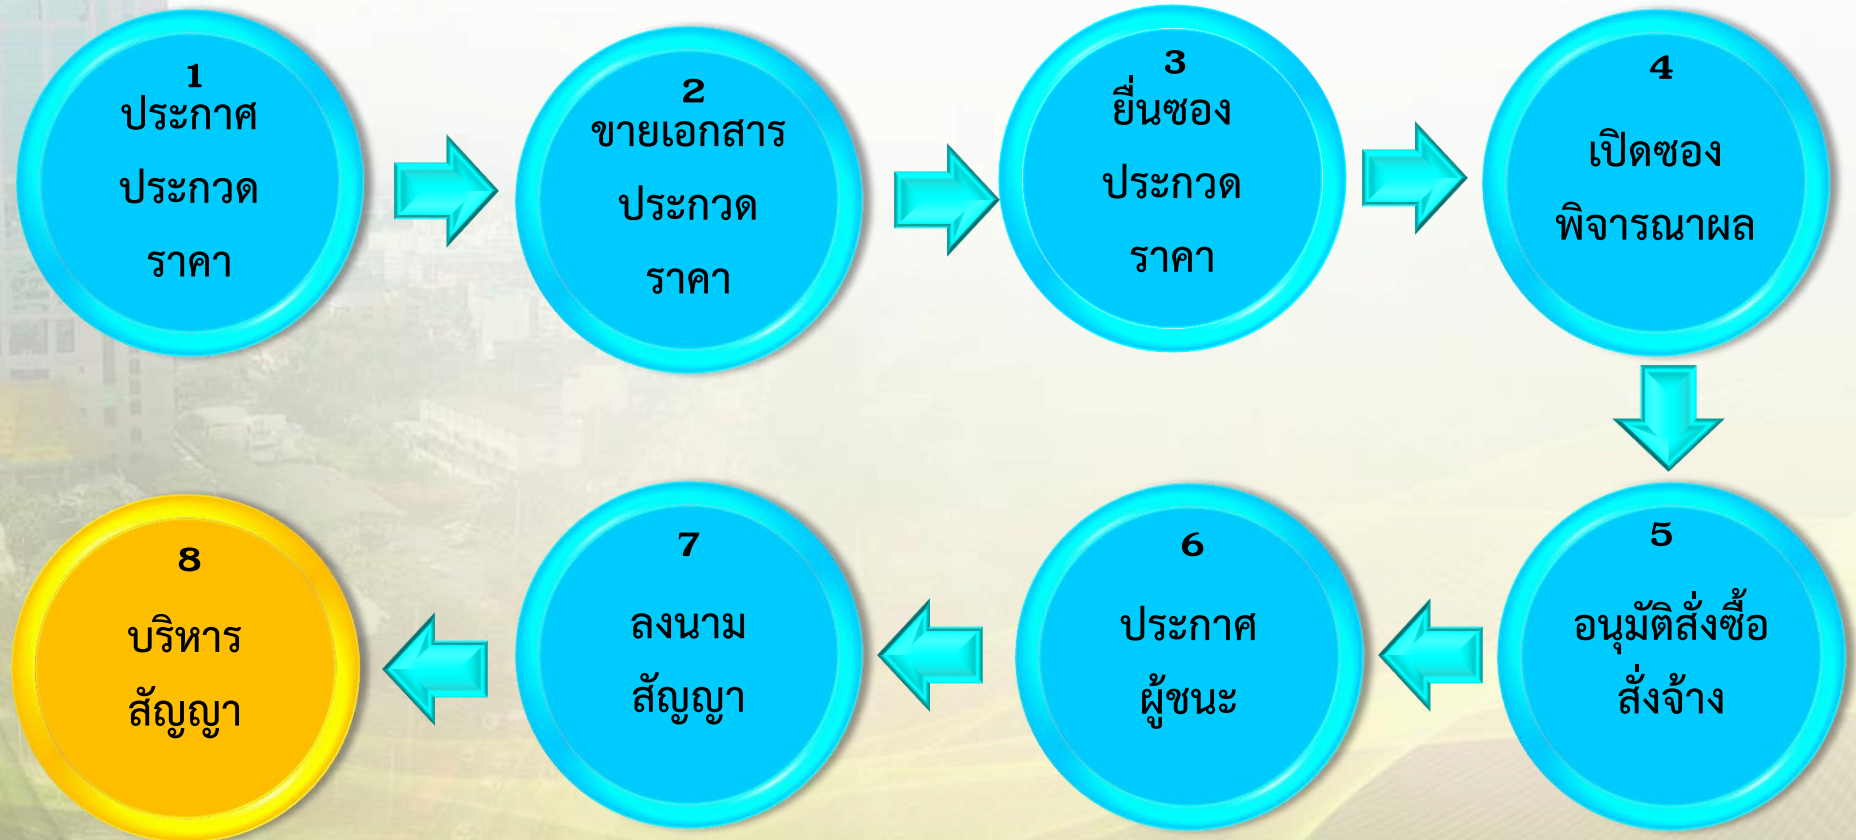 1
ประกาศ
ประกวด
ราคา
2
ขายเอกสาร
ประกวด
ราคา
3
ยื่นซอง
ประกวด
ราคา
4
เปิดซอง
พิจารณาผล
5
อนุมัติสั่งซื้อ
สั่งจ้าง
6
ประกาศ
ผู้ชนะ
7
ลงนาม
สัญญา
8
บริหาร
สัญญา